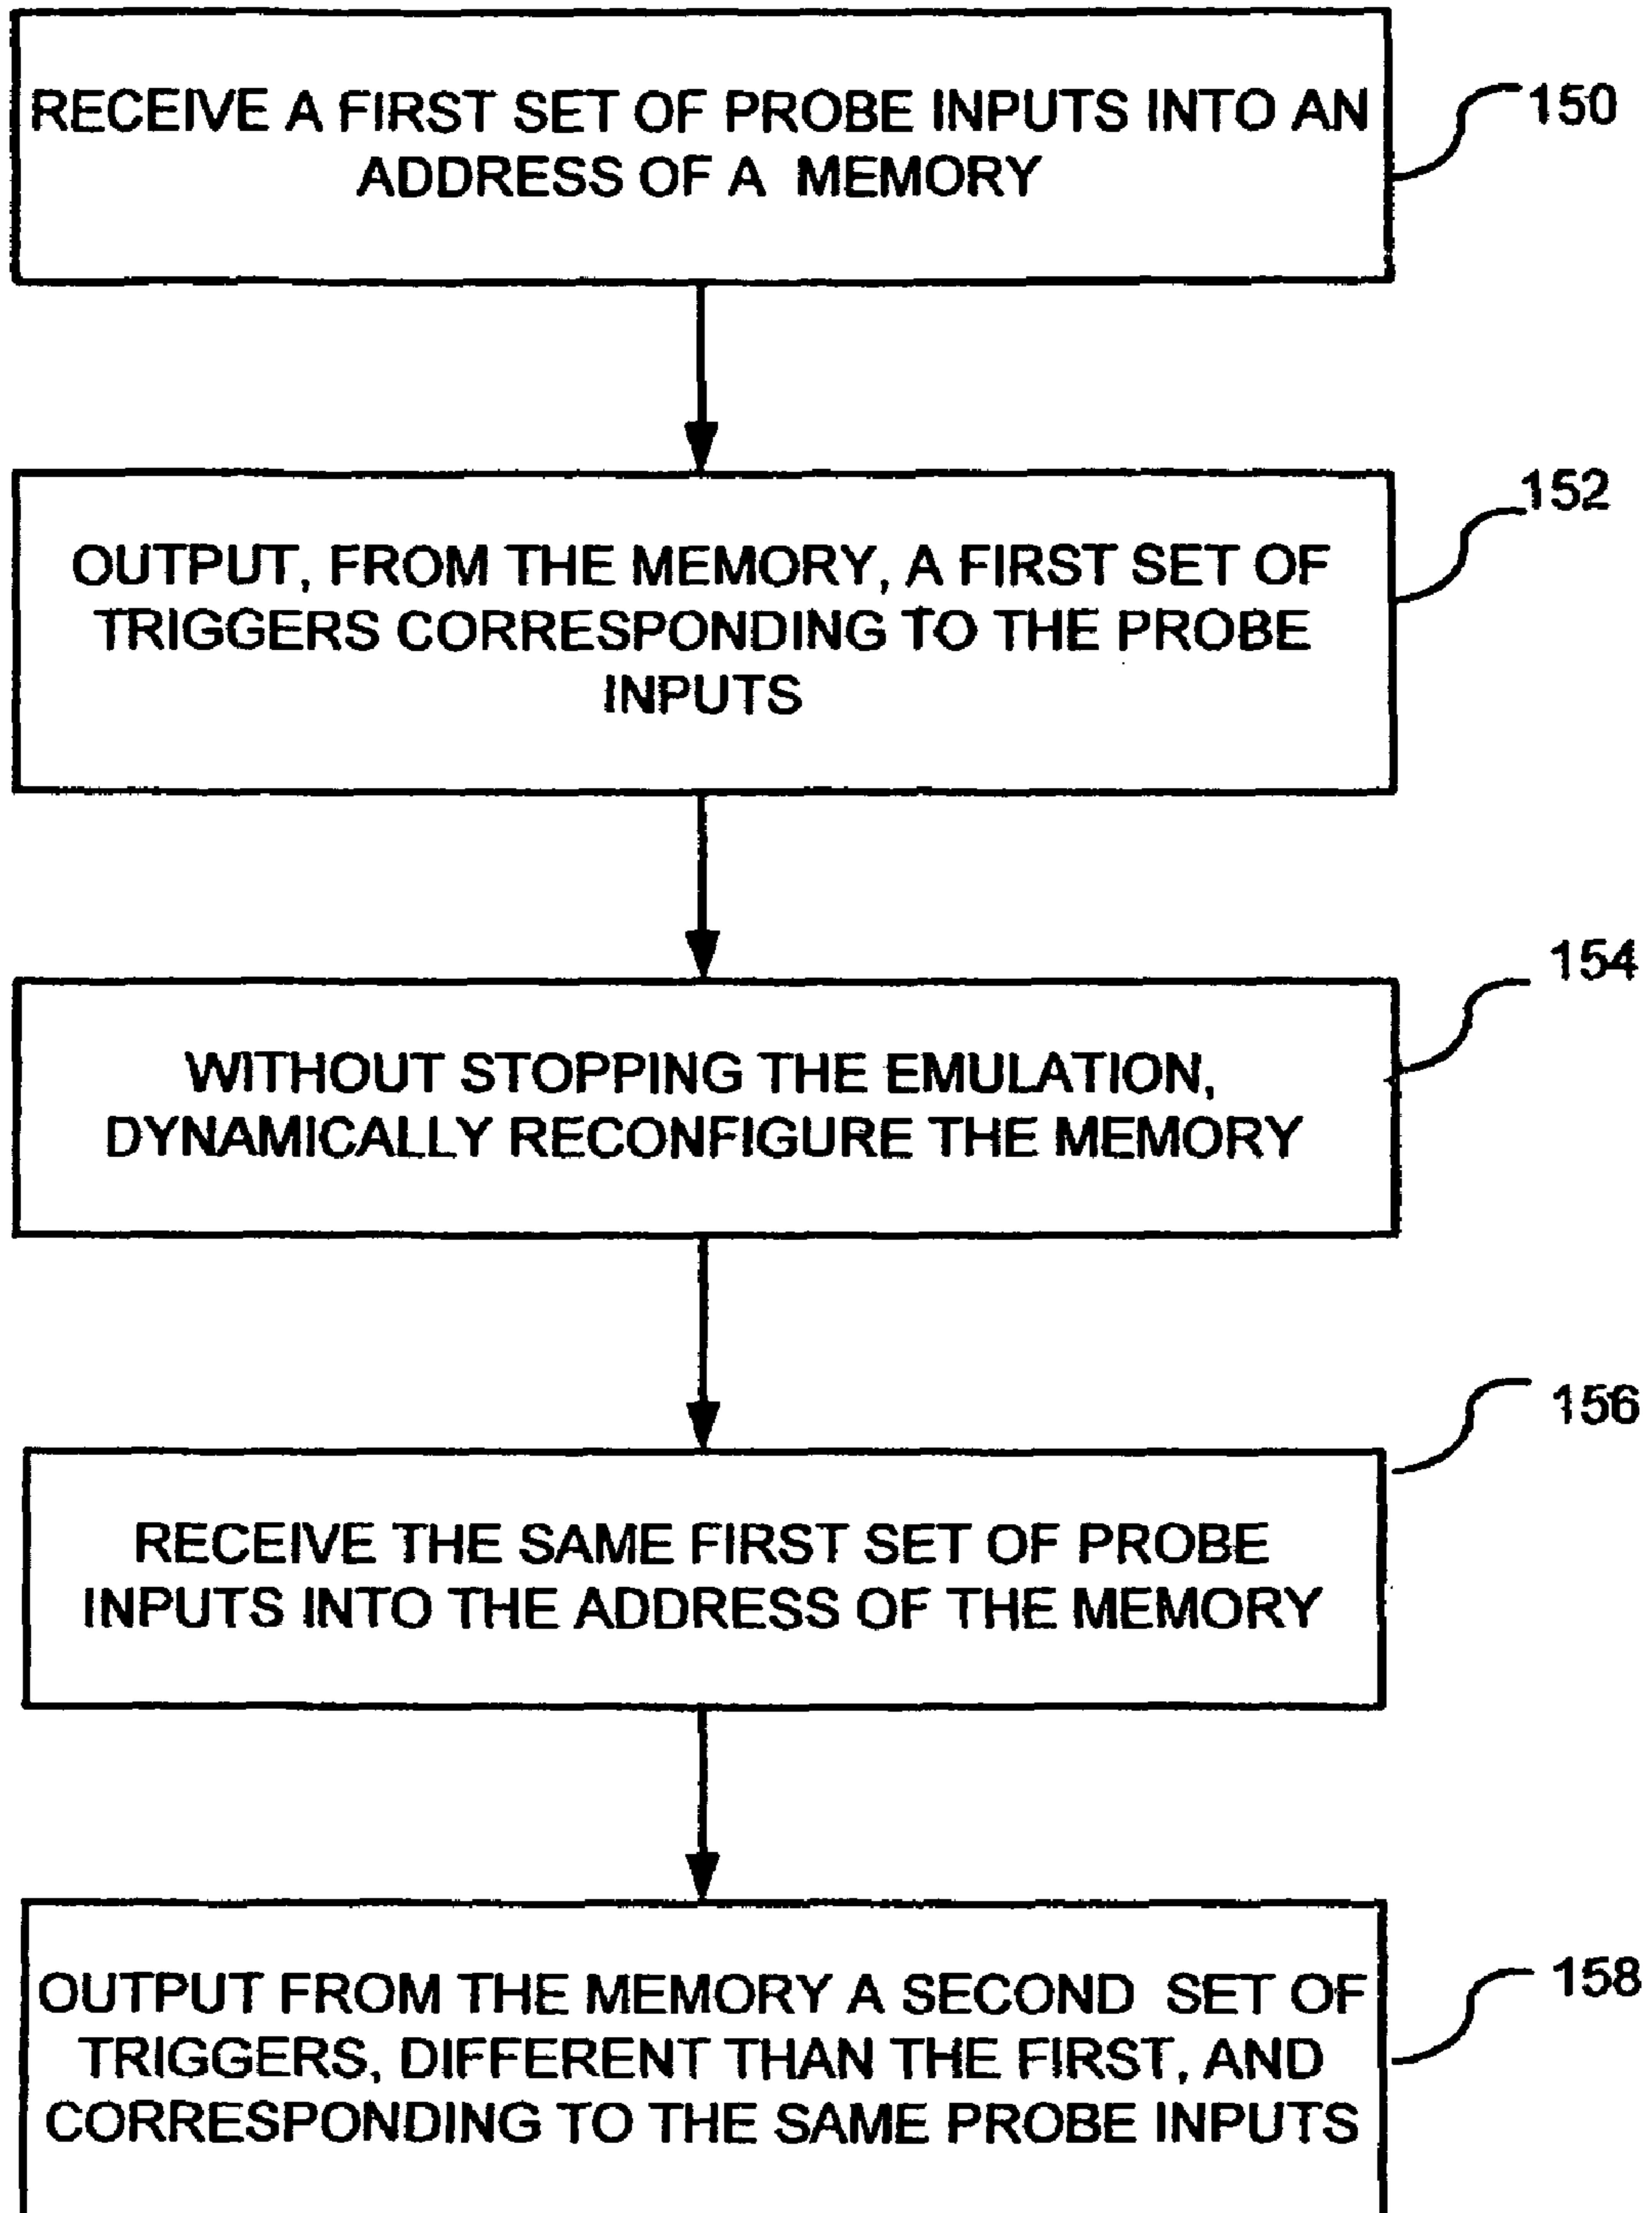 RECEIVE A FIRST SET OF PROBE INPUTS INTO AN
ADDRESS OF A MEMORY
150
OUTPUT, FROM THE MEMORY, A FIRST SET OF
TRIGGERS CORRESPONDING TO THE PROBE
INPUTS
152
WITHOUT STOPPING THE EMULATION,
DYNAMICALLY RECONFIGURE THE MEMORY
154
RECEIVE THE SAME FIRST SET OF PROBE
INPUTS INTO THE ADDRESS OF THE MEMORY
156
OUTPUT FROM THE MEMORY A SECOND SET OF
TRIGGERS, DIFFERENT THAN THE FIRST, AND
CORRESPONDING TO THE SAME PROBE INPUTS
158